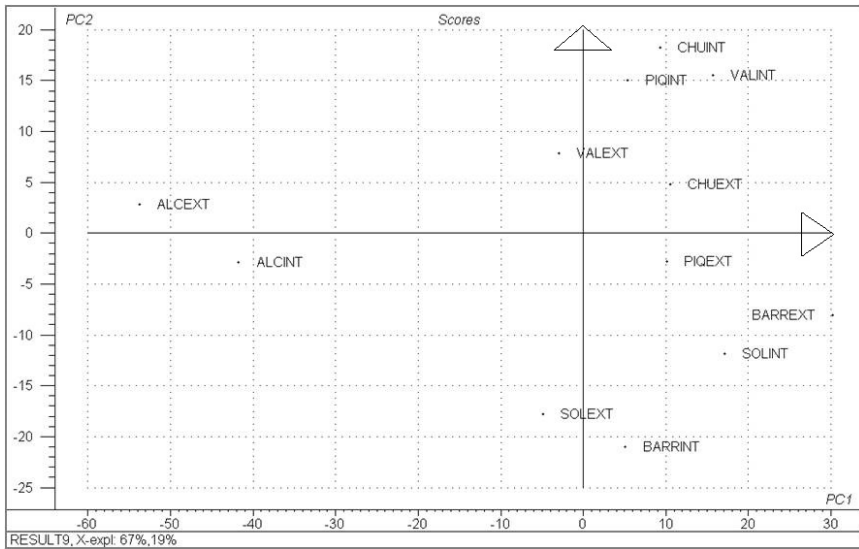 PC2
Scores
20
CHUINT
15
PIQINT
VALINT
10
VALEXT
5
CHUEXT
ALCEXT
0
ALCINT
PIQEXT
-5
BARREXT
-10
SOLINT
-15
SOLEXT
-20
BARRINT
-25
PC1
-60 -50 -40 -30 -20 -10 0 10 20 30
RESULT9, X-expl: 67%,19%